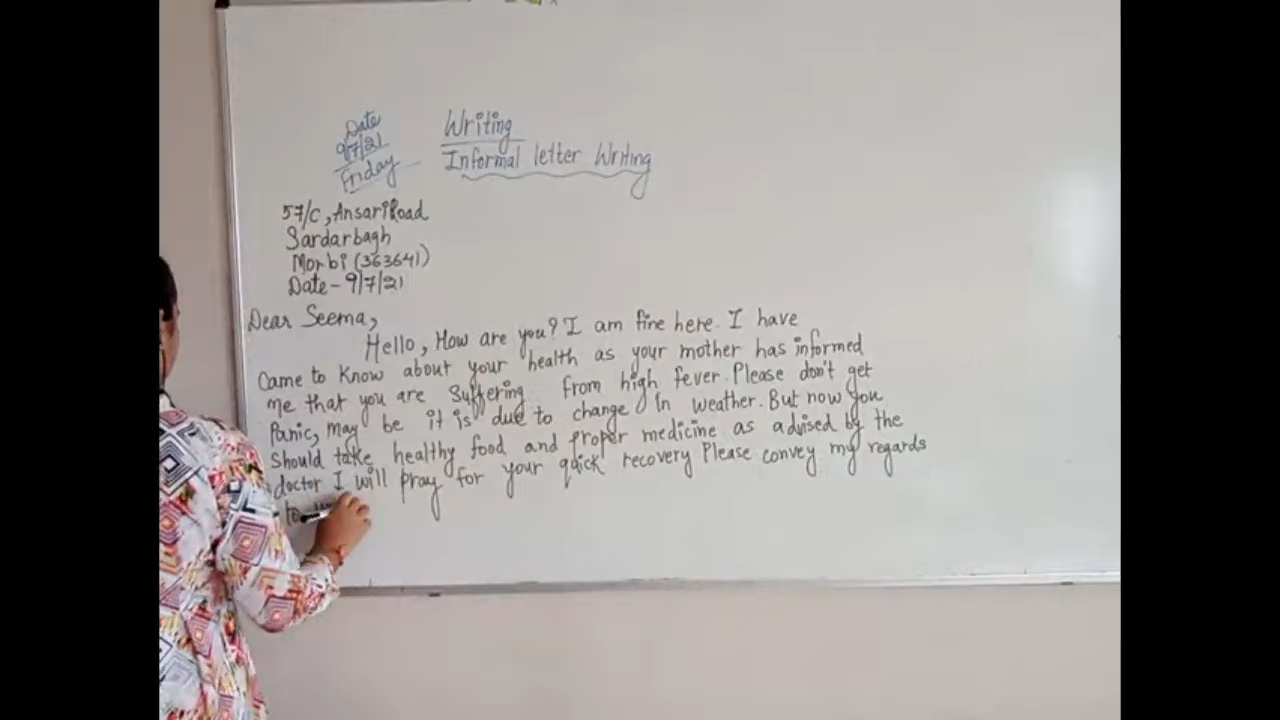 Date
9/7/21
Friday
Writing
Informal letter Writing
57/C, Ansari Road
Sardarbagh
Morbi (363641)
Date - 9/7/21
Dear Seema,
Hello, How are you? I am fine here. I have
Came to know about your health as your mother has informed
me that you are suffering from high fever. Please don't get
Panic, may be it is due to change in weather. But now you
should take healthy food and proper medicine as advised by the
doctor I will pray for your quick recovery Please convey my regards
to